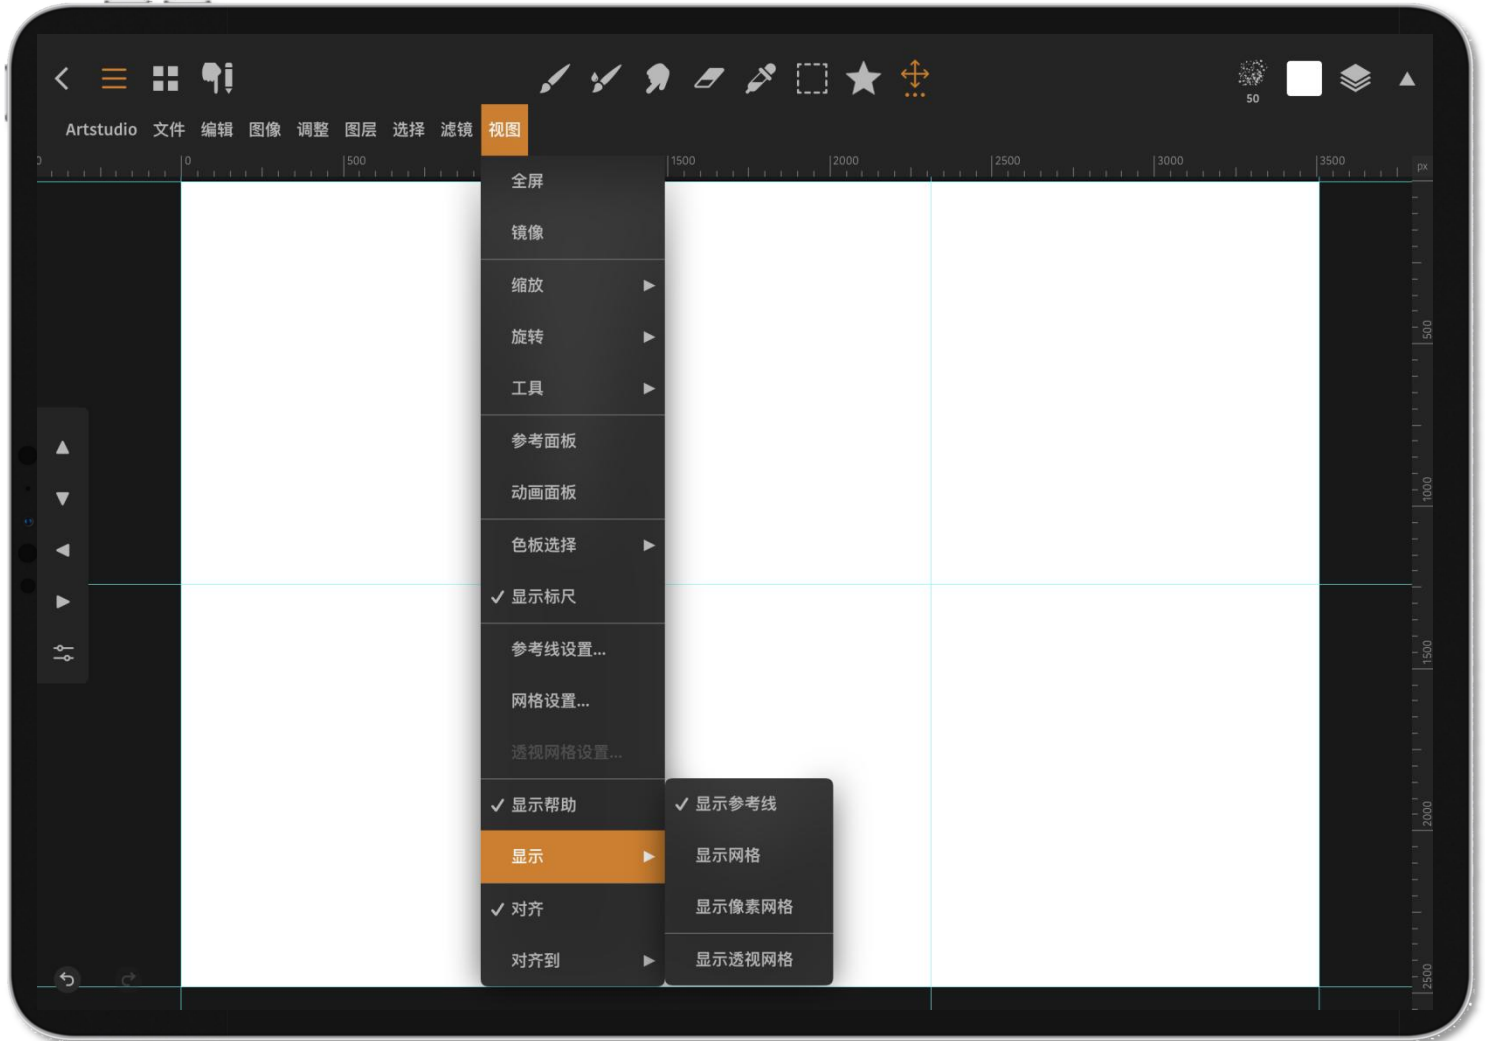 50
Artstudio 文件 编辑 图像 调整 图层 选择 滤镜 视图
0 0 500 1500 2000 2500 3000 3500 px
全屏
镜像
缩放
旋转
工具
参考面板
动画面板
色板选择
显示标尺
参考线设置...
网格设置...
透视网格设置...
显示帮助
显示
对齐
对齐到
显示参考线
显示网格
显示像素网格
显示透视网格
500
1000
1500
2000
2500